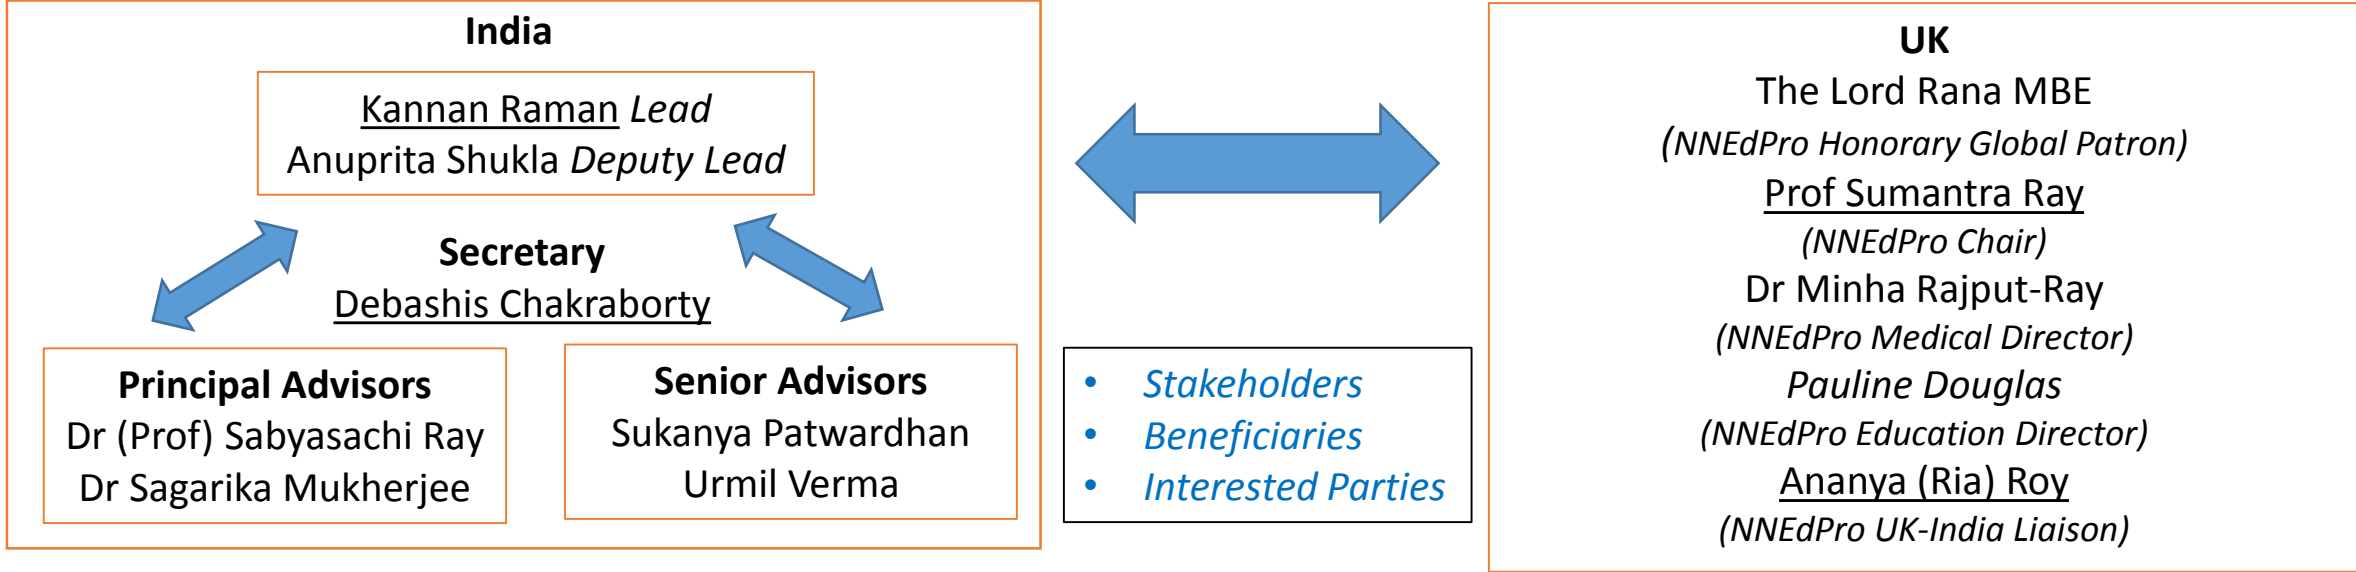 India
Kannan Raman Lead
Anuprita Shukla Deputy Lead
Secretary
Debashis Chakraborty
Principal Advisors
Dr (Prof) Sabyasachi Ray
Dr Sagarika Mukherjee
Senior Advisors
Sukanya Patwardhan
Urmil Verma
• Stakeholders
• Beneficiaries
• Interested Parties
UK
The Lord Rana MBE
(NNEdPro Honorary Global Patron)
Prof Sumantra Ray
(NNEdPro Chair)
Dr Minha Rajput-Ray
(NNEdPro Medical Director)
Pauline Douglas
(NNEdPro Education Director)
Ananya (Ria) Roy
(NNEdPro UK-India Liaison)